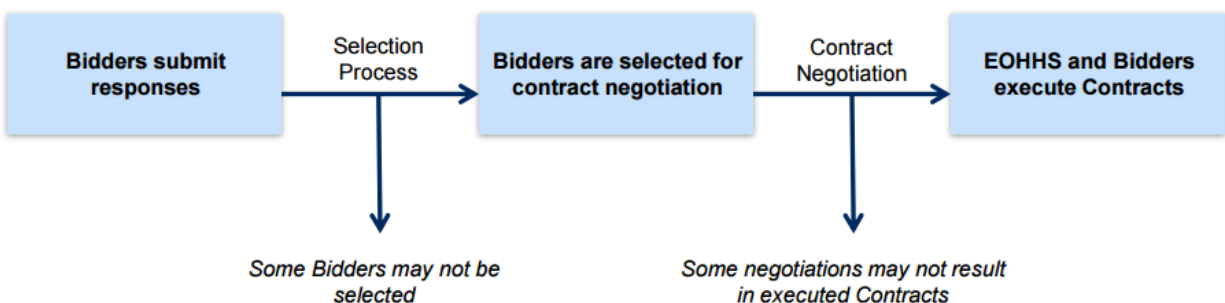 Bidders submit
responses
Selection
Process
Bidders are selected for
contract negotiation
Contract
Negotiation
EOHHS and Bidders
execute Contracts
Some Bidders may not be
selected
Some negotiations may not result
in executed Contracts